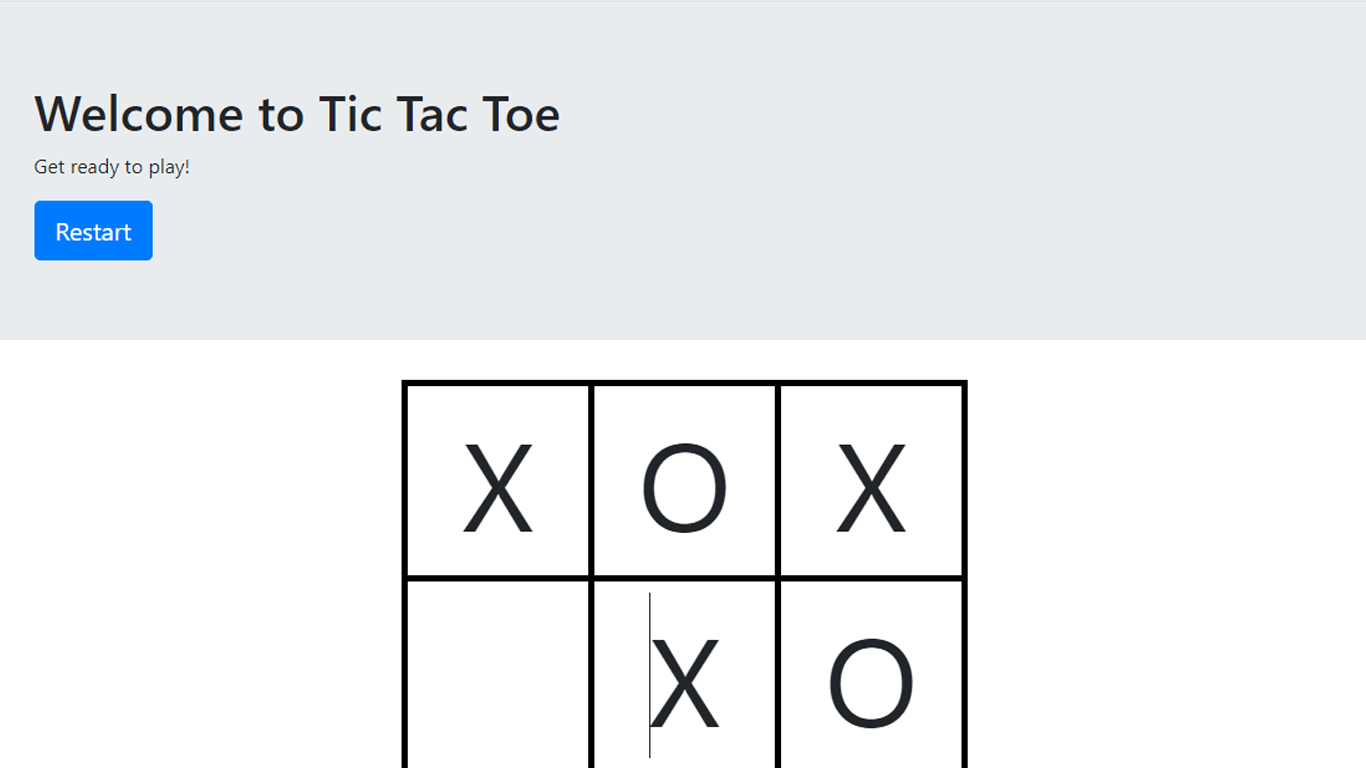 Welcome to Tic Tac Toe
Get ready to play!
Restart
X O X
X O